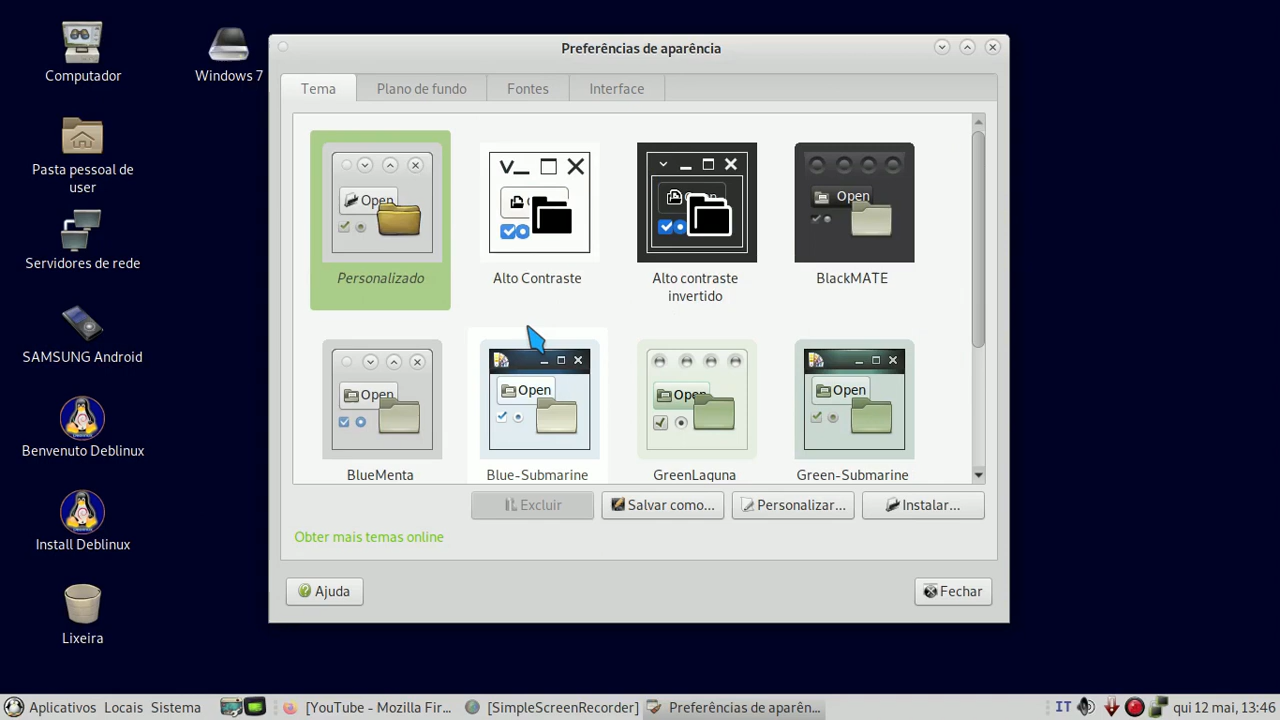 Computador
Windows 7
Pasta pessoal de
user
Servidores de rede
SAMSUNG Android
Benvenuto Deblinux
Install Deblinux
Lixeira
Preferências de aparência
Tema
Plano de fundo
Fontes
Interface
Open
Open
Personalizado
Alto Contraste
Alto contraste
invertido
BlackMATE
Open
Open
Open
Open
BlueMenta
Blue-Submarine
GreenLaguna
Green-Submarine
Excluir
Salvar como...
Personalizar...
Instalar...
Obter mais temas online
Ajuda
Fechar
Aplicativos
Locais
Sistema
[YouTube - Mozilla Fir...
[SimpleScreenRecorder]
Preferências de aparên...
IT
qui 12 mai, 13:46